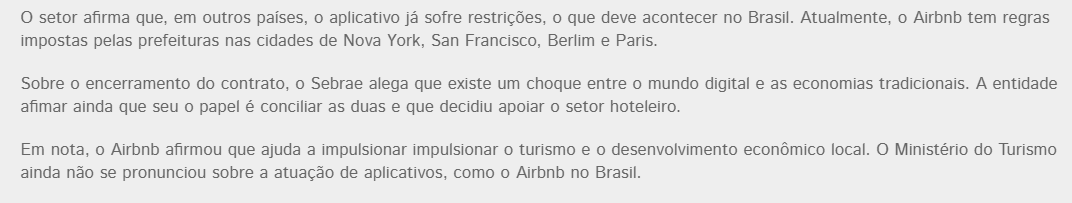 O setor afirma que, em outros países, o aplicativo já sofre restrições, o que deve acontecer no Brasil. Atualmente, o Airbnb tem regras
impostas pelas prefeituras nas cidades de Nova York, San Francisco, Berlim e Paris.
Sobre o encerramento do contrato, o Sebrae alega que existe um choque entre o mundo digital e as economias tradicionais. A entidade
afimar ainda que seu o papel é conciliar as duas e que decidiu apoiar o setor hoteleiro.
Em nota, o Airbnb afirmou que ajuda a impulsionar impulsionar o turismo e o desenvolvimento econômico local. O Ministério do Turismo
ainda não se pronunciou sobre a atuação de aplicativos, como o Airbnb no Brasil.